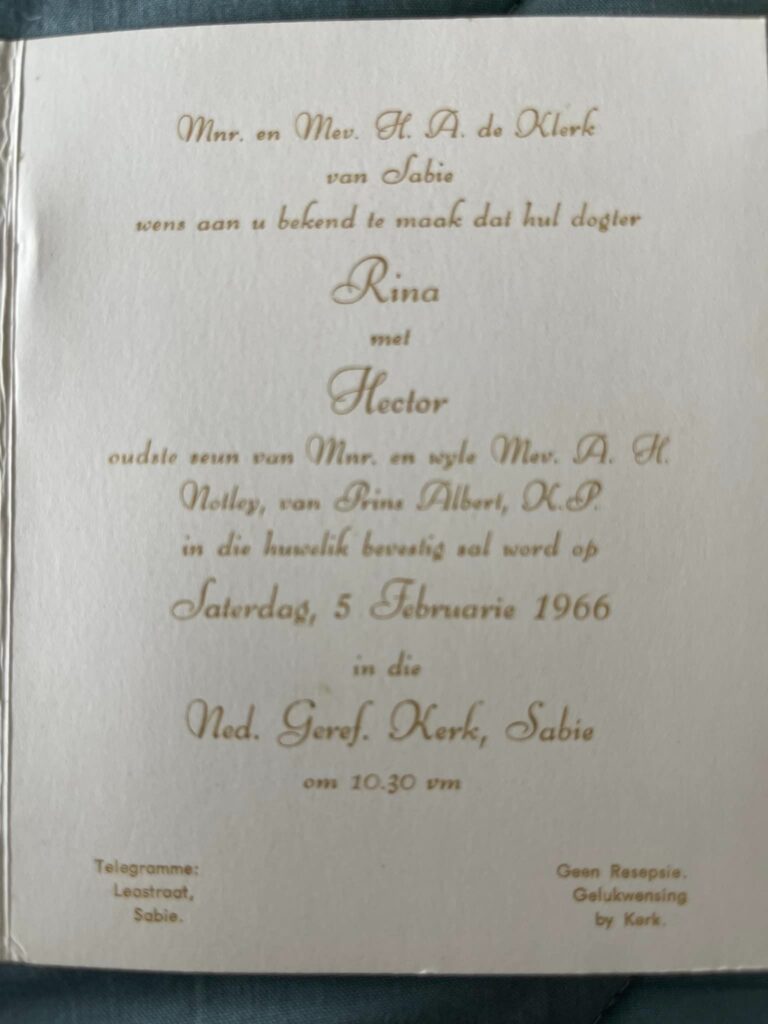 Mnr. en Mev. H. A. de Klerk
van Sabie
wens aan u bekend te maak dat hul dogter
Rina
met
Hector
oudste seun van Mnr. en wyle Mev. A. H.
Notley, van Prins Albert, K.P.
in die huwelik bevestig sal word op
Saterdag, 5 Februarie 1966
in die
Ned. Geref. Kerk, Sabie
om 10.30 vm
Telegramme:
Leastraat,
Sabie.
Geen Resepsie.
Gelukwensing
by Kerk.